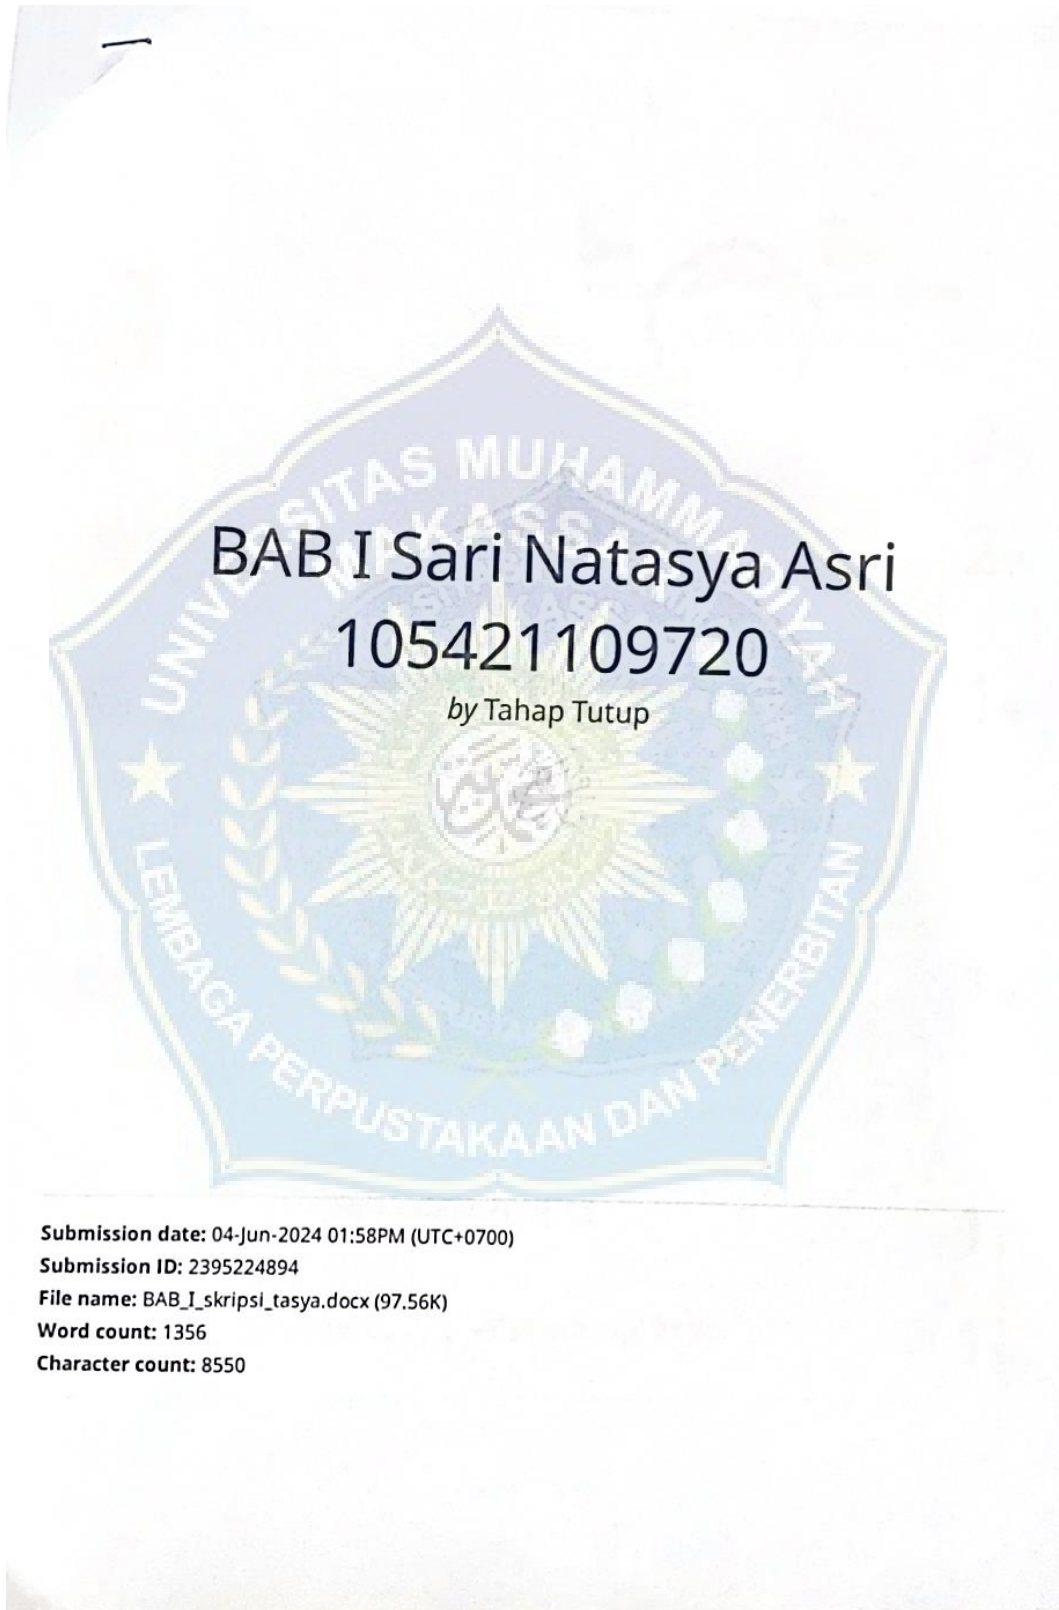 UNIVERSITAS MUHAMMADIYAH
MAKASSAR
BAB I Sari Natasya Asri
105421109720
by Tahap Tutup
LEMBAGA PERPUSTAKAAN DAN PENERBITAN
Submission date: 04-Jun-2024 01:58PM (UTC+0700)
Submission ID: 2395224894
File name: BAB_I_skripsi_tasya.docx (97.56K)
Word count: 1356
Character count: 8550